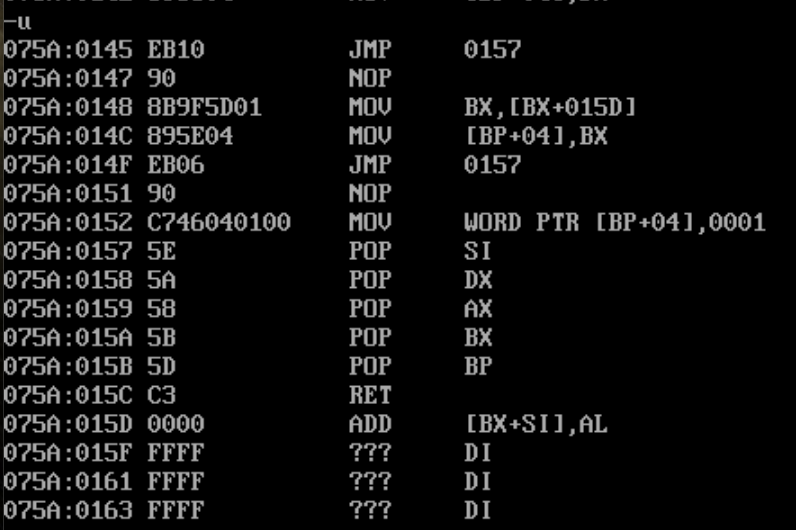 -u
075A:0145 EB10 JMP 0157
075A:0147 90 NOP
075A:0148 8B9F5D01 MOV BX,[BX+015D]
075A:014C 895E04 MOV [BP+04],BX
075A:014F EB06 JMP 0157
075A:0151 90 NOP
075A:0152 C746040100 MOV WORD PTR [BP+04],0001
075A:0157 5E POP SI
075A:0158 5A POP DX
075A:0159 58 POP AX
075A:015A 5B POP BX
075A:015B 5D POP BP
075A:015C C3 RET
075A:015D 0000 ADD [BX+SI],AL
075A:015F FFFF ??? DI
075A:0161 FFFF ??? DI
075A:0163 FFFF ??? DI